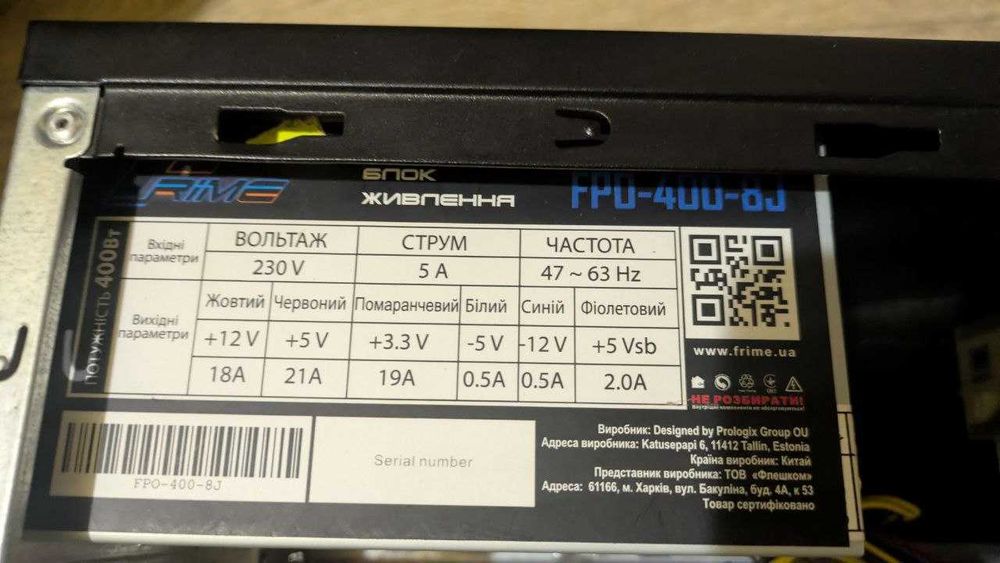 FRIME
БЛОК ЖИВЛЕННЯ
FPO-400-8J
ПОТУЖНІСТЬ 400Вт
Вхідні параметри
ВОЛЬТАЖ СТРУМ ЧАСТОТА
230 V 5 A 47 ~ 63 Hz
Вихідні параметри
Жовтий Червоний Помаранчевий Білий Синій Фіолетовий
+12 V +5 V +3.3 V -5 V -12 V +5 Vsb
18A 21A 19A 0.5A 0.5A 2.0A
www.frime.ua
НЕ РОЗБИРАТИ!
Внутрішні компоненти не обслуговуються!
FPO-400-8J
Serial number
Виробник: Designed by Prologix Group OU
Адреса виробника: Katusepapi 6, 11412 Tallin, Estonia
Країна виробник: Китай
Представник виробника: ТОВ «Флешком»
Адреса: 61166, м. Харків, вул. Бакуліна, буд. 4А, к 53
Товар сертифіковано